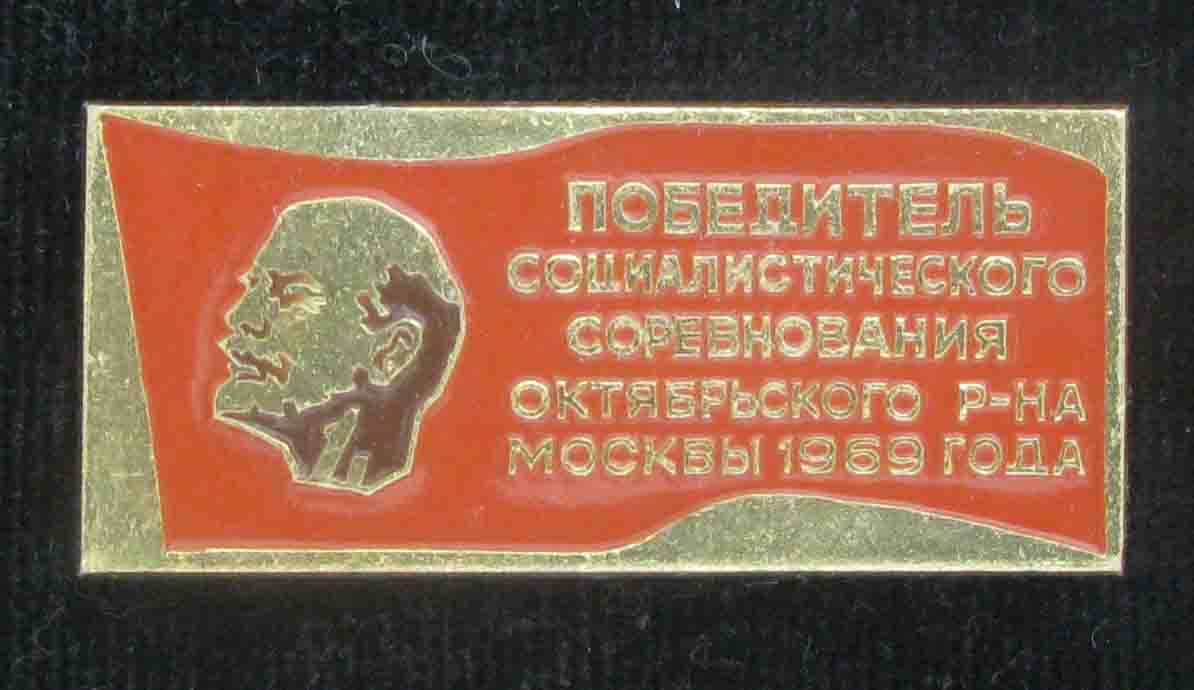 ПОБЕДИТЕЛЬ
СОЦИАЛИСТИЧЕСКОГО
СОРЕВНОВАНИЯ
ОКТЯБРЬСКОГО Р-НА
МОСКВЫ 1969 ГОДА